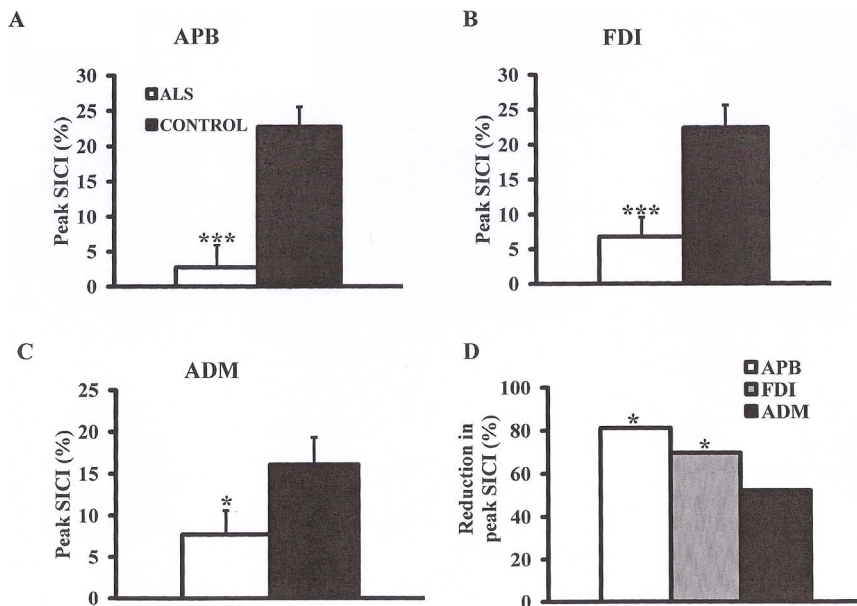 A
APB
30
25
20
15
10
5
0
Peak SICI (%)
ALS
CONTROL
***
B
FDI
30
25
20
15
10
5
0
Peak SICI (%)
***
C
ADM
25
20
15
10
5
0
Peak SICI (%)
*
D
APB
FDI
ADM
100
80
60
40
20
0
Reduction in
peak SICI (%)
*
*